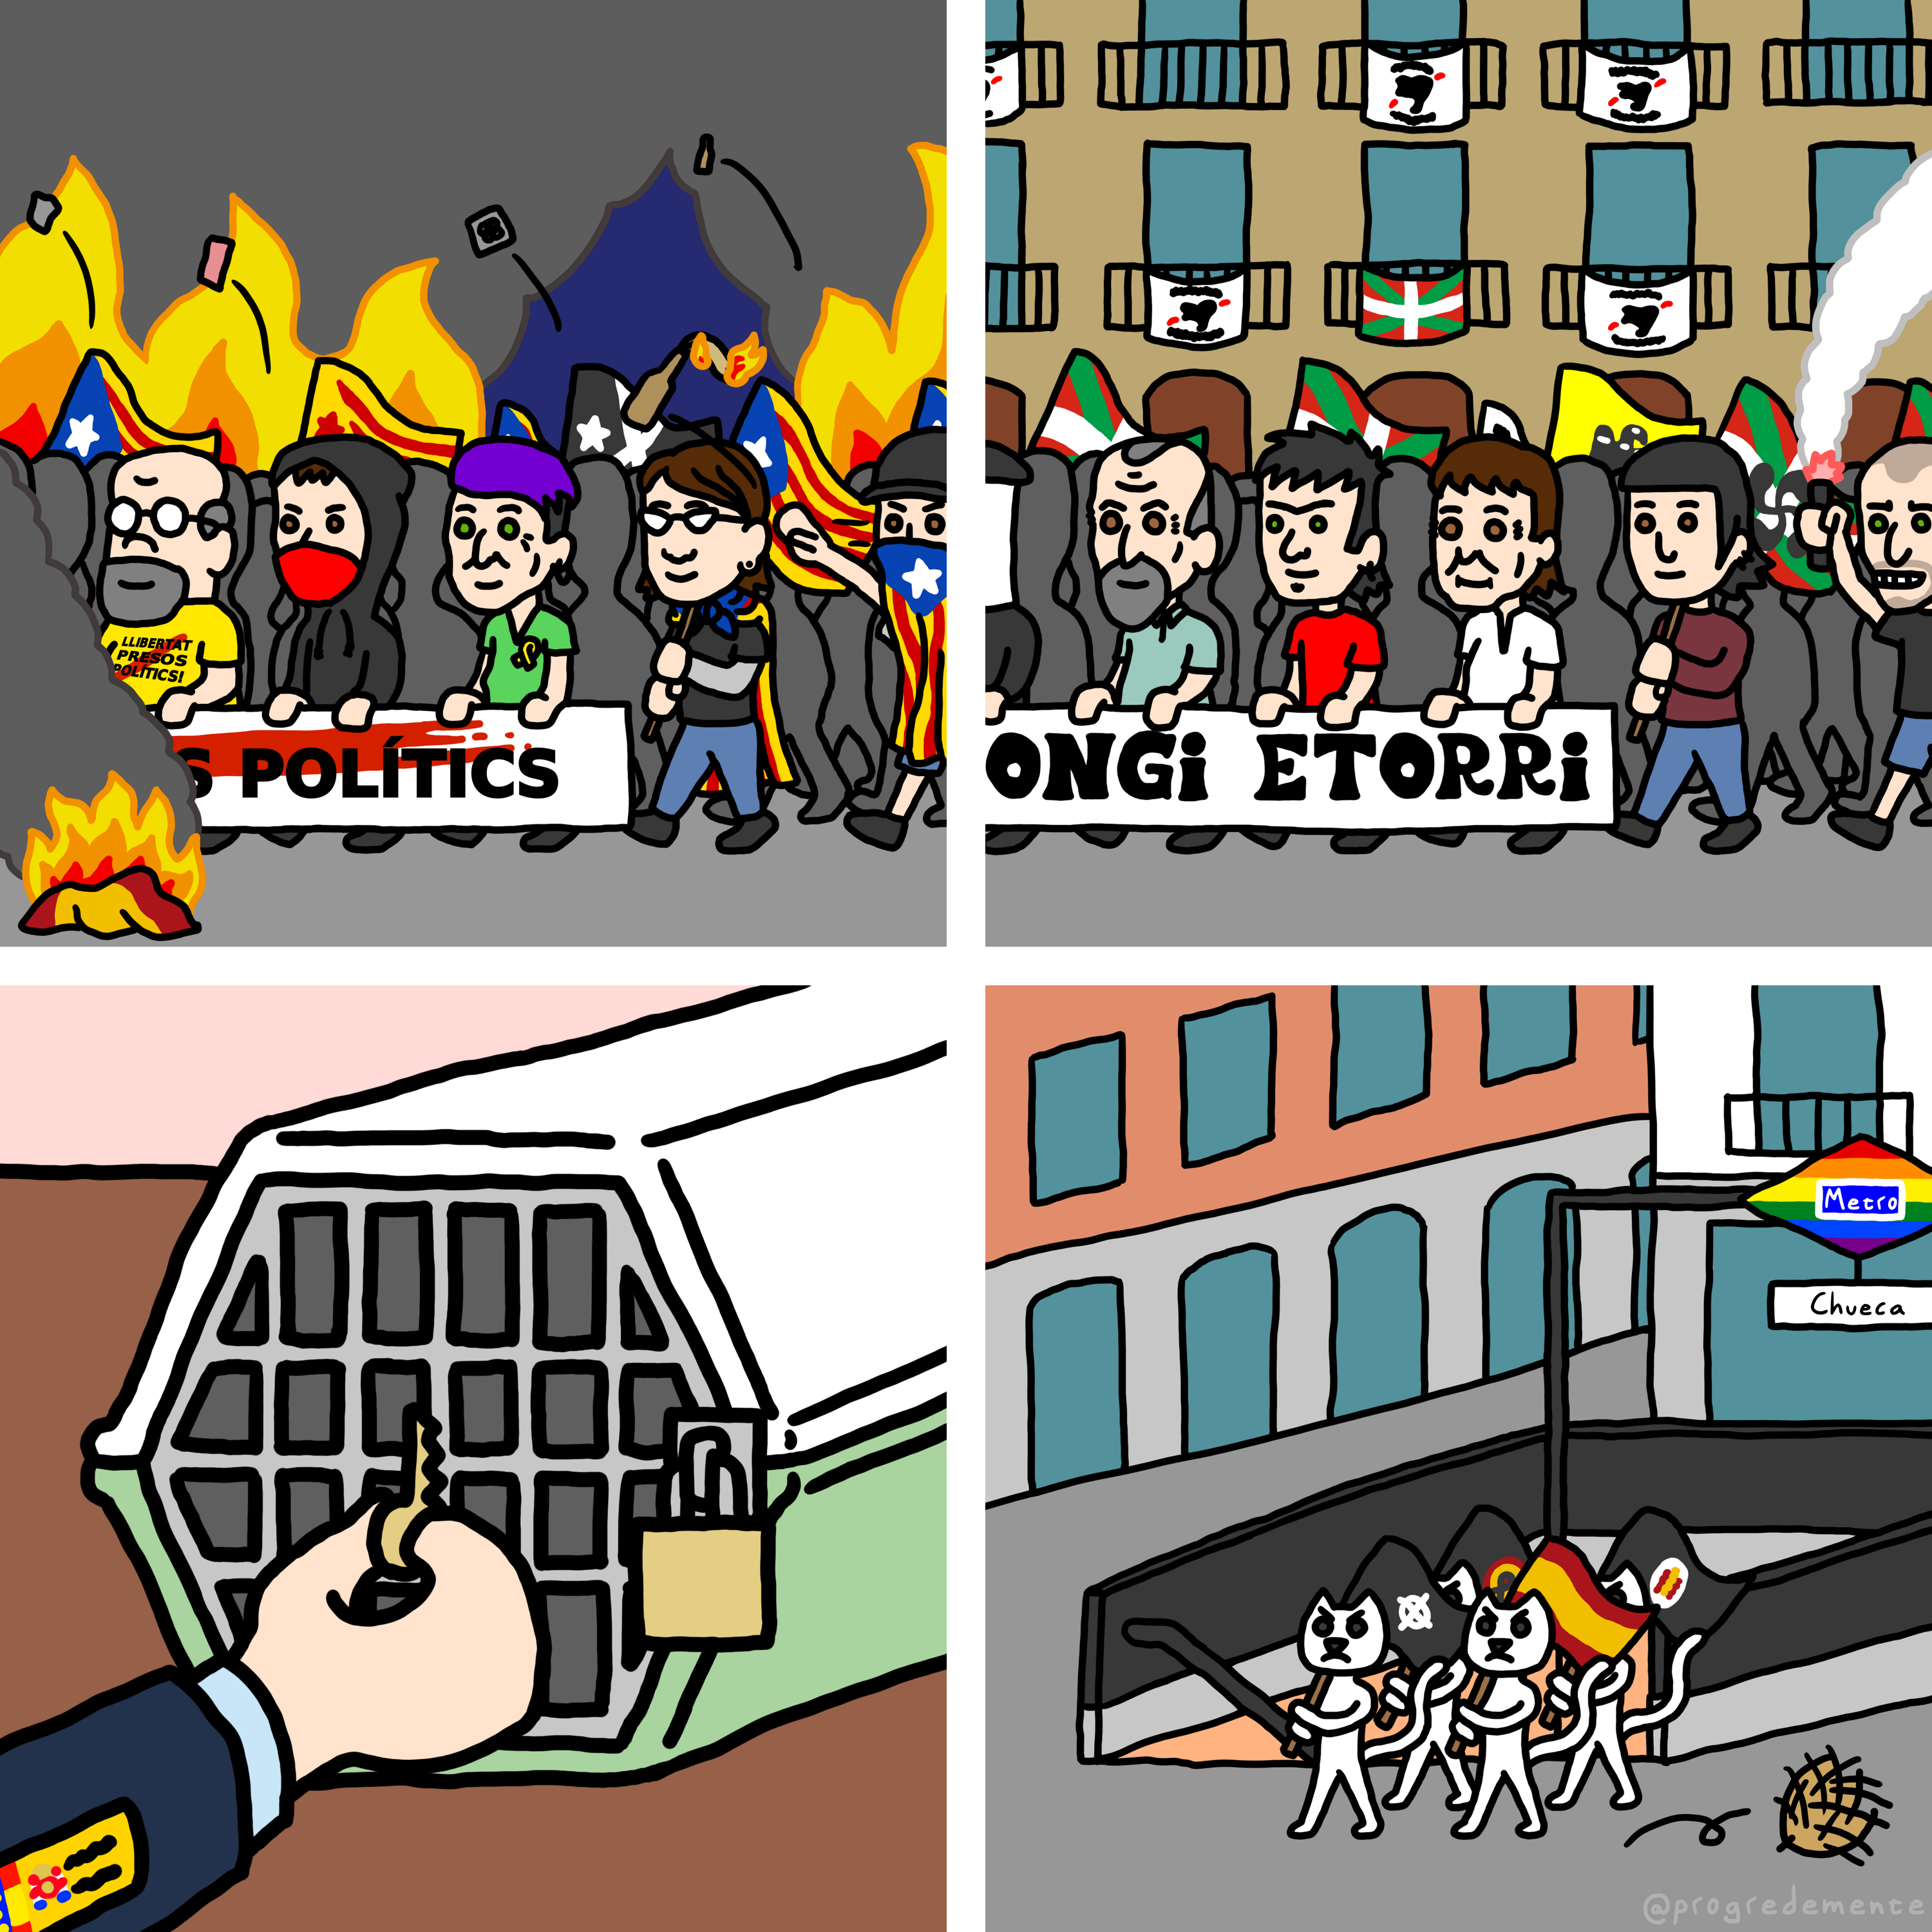 LLIBERTAT
PRESOS
POLÍTICS!
S POLÍTICS
ONGi ETORRi
Metro
Chueca
@progredemente